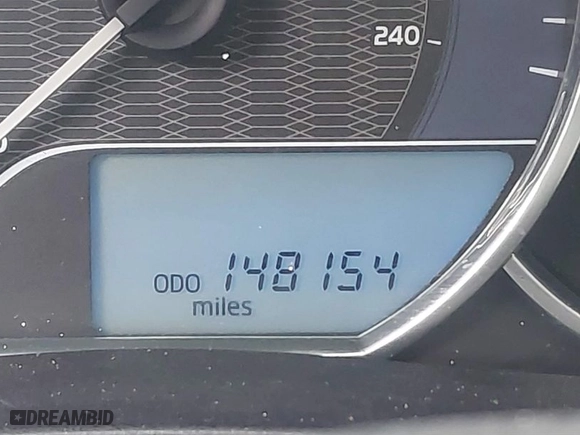 240
ODO 148154
miles
DREAMBID